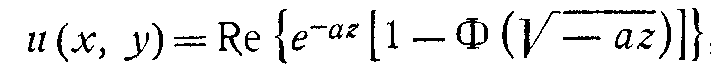 u (x, y) = Re {e^{-az} [1 − Φ (√−az)]},